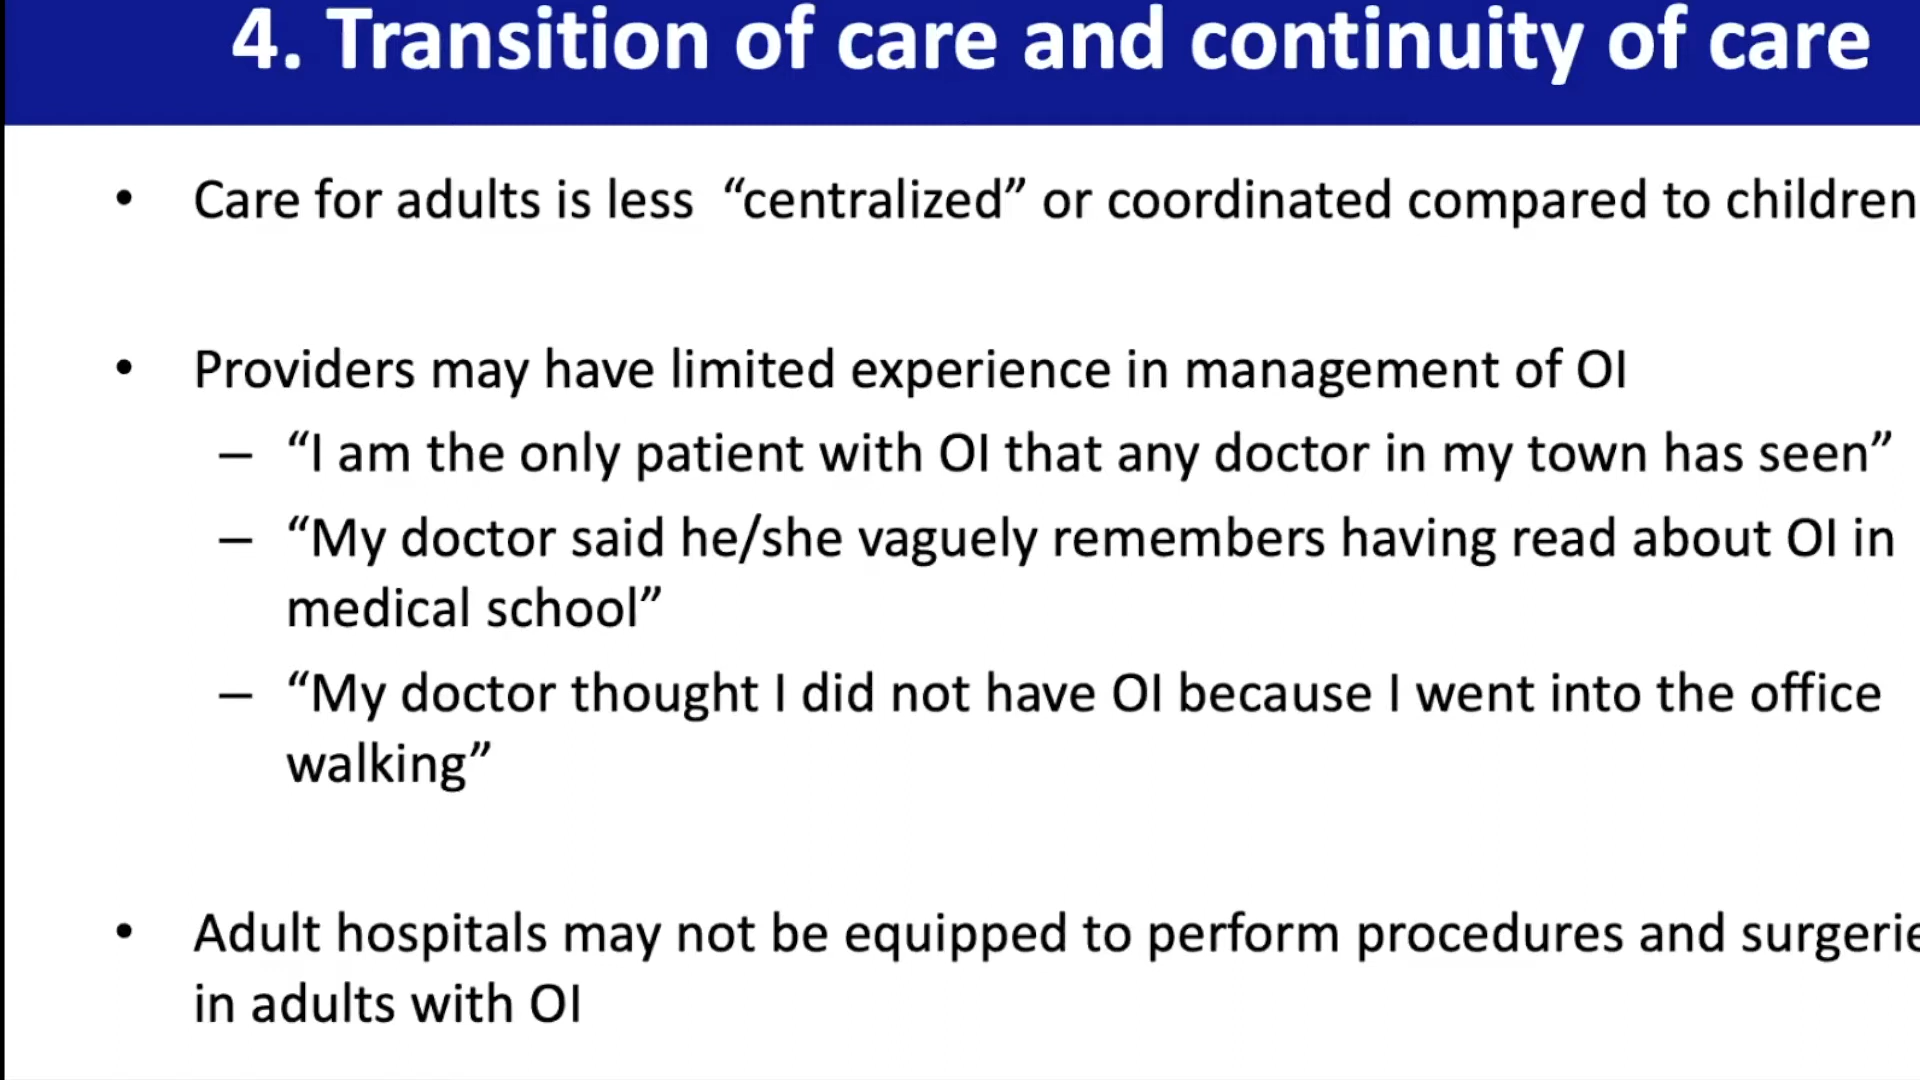 4. Transition of care and continuity of care
• Care for adults is less “centralized” or coordinated compared to children
• Providers may have limited experience in management of OI
– “I am the only patient with OI that any doctor in my town has seen”
– “My doctor said he/she vaguely remembers having read about OI in
medical school”
– “My doctor thought I did not have OI because I went into the office
walking”
• Adult hospitals may not be equipped to perform procedures and surgerie
in adults with OI